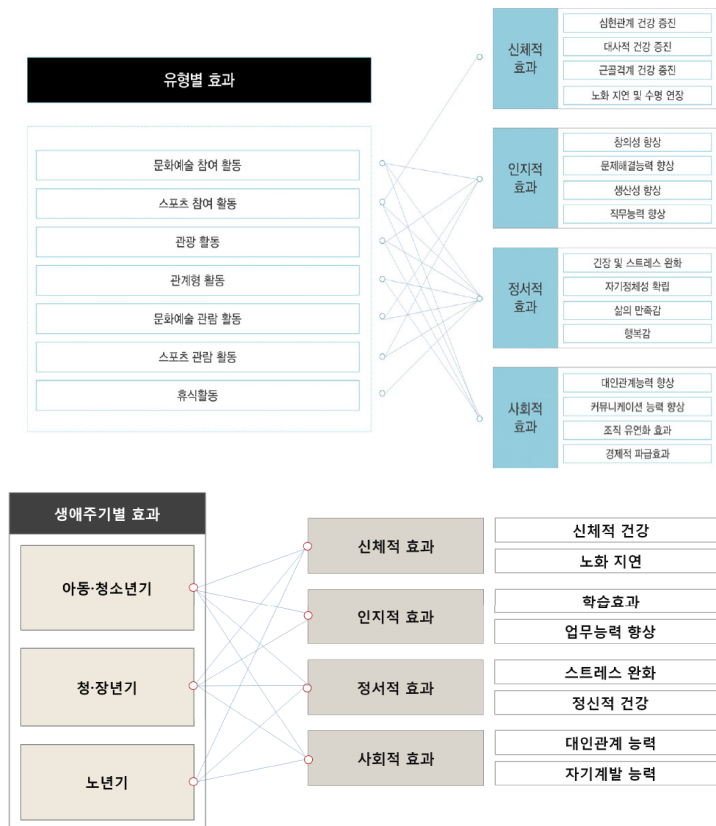 유형별 효과
문화예술 참여 활동
스포츠 참여 활동
관광 활동
관계형 활동
문화예술 관람 활동
스포츠 관람 활동
휴식활동
신체적
효과
심혈관계 건강 증진
대사적 건강 증진
근골격계 건강 증진
노화 지연 및 수명 연장
인지적
효과
창의성 향상
문제해결능력 향상
생산성 향상
직무능력 향상
정서적
효과
긴장 및 스트레스 완화
자기정체성 확립
삶의 만족감
행복감
사회적
효과
대인관계능력 향상
커뮤니케이션 능력 향상
조직 유연화 효과
경제적 파급효과
생애주기별 효과
아동·청소년기
청·장년기
노년기
신체적 효과
신체적 건강
노화 지연
인지적 효과
학습효과
업무능력 향상
정서적 효과
스트레스 완화
정신적 건강
사회적 효과
대인관계 능력
자기계발 능력